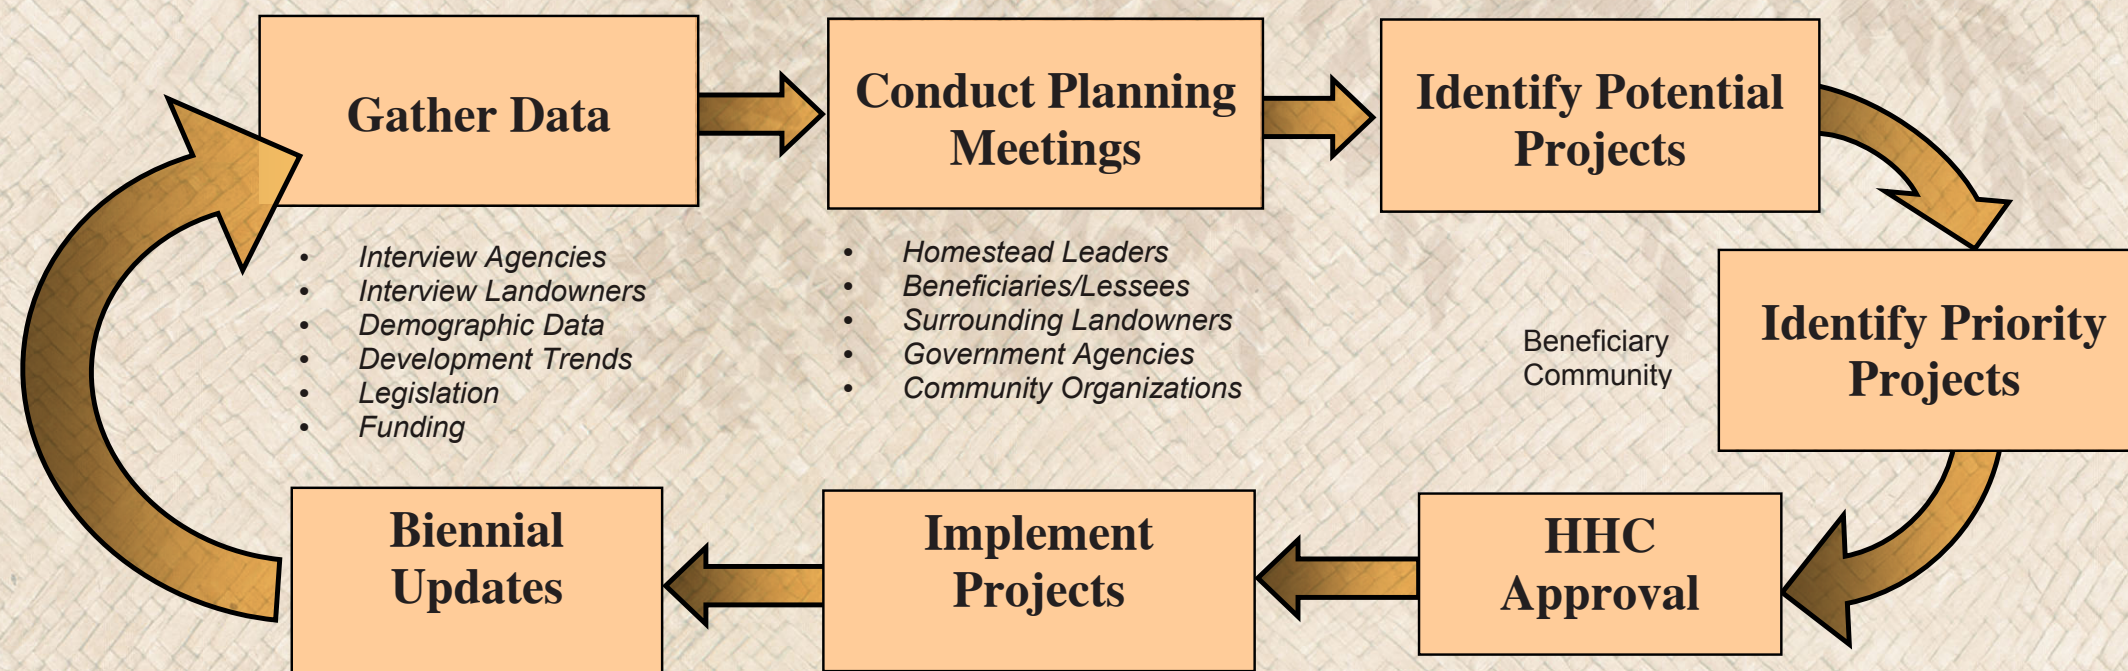 Gather Data
Conduct Planning
Meetings
Identify Potential
Projects
• Interview Agencies
• Interview Landowners
• Demographic Data
• Development Trends
• Legislation
• Funding
• Homestead Leaders
• Beneficiaries/Lessees
• Surrounding Landowners
• Government Agencies
• Community Organizations
Beneficiary
Community
Identify Priority
Projects
HHC
Approval
Implement
Projects
Biennial
Updates